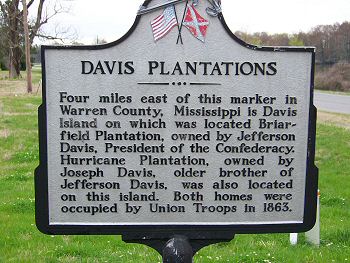 DAVIS PLANTATIONS
Four miles east of this marker in
Warren County, Mississippi is Davis
Island on which was located Briar-
field Plantation, owned by Jefferson
Davis, President of the Confederacy.
Hurricane Plantation, owned by
Joseph Davis, older brother of
Jefferson Davis, was also located
on this island. Both homes were
occupied by Union Troops in 1863.